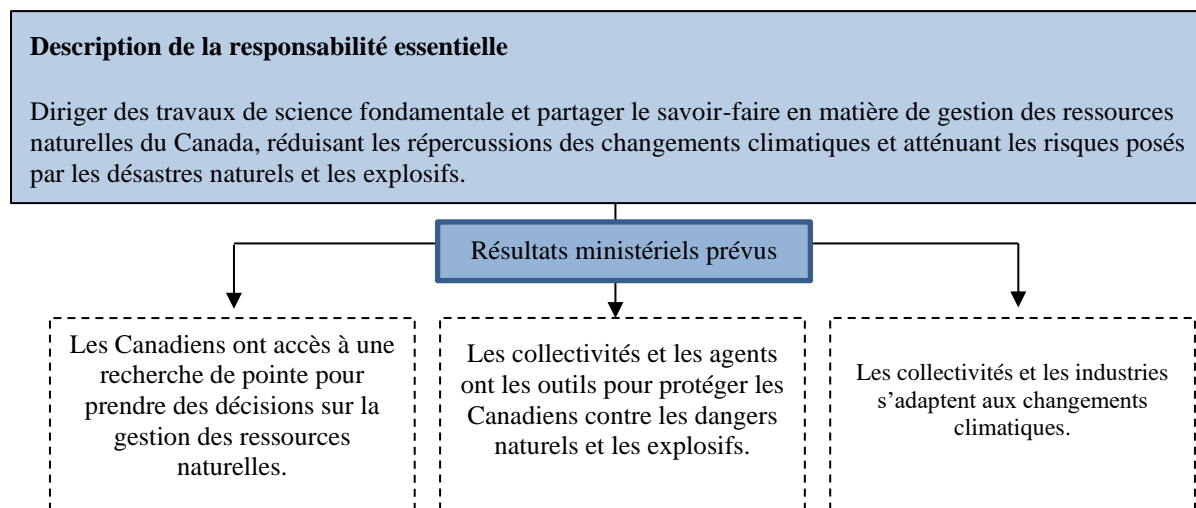 Description de la responsabilité essentielle
Diriger des travaux de science fondamentale et partager le savoir-faire en matière de gestion des ressources
naturelles du Canada, réduisant les répercussions des changements climatiques et atténuant les risques posés
par les désastres naturels et les explosifs.
Résultats ministériels prévus
Les Canadiens ont accès à une
recherche de pointe pour
prendre des décisions sur la
gestion des ressources
naturelles.
Les collectivités et les agents
ont les outils pour protéger les
Canadiens contre les dangers
naturels et les explosifs.
Les collectivités et les industries
s’adaptent aux changements
climatiques.